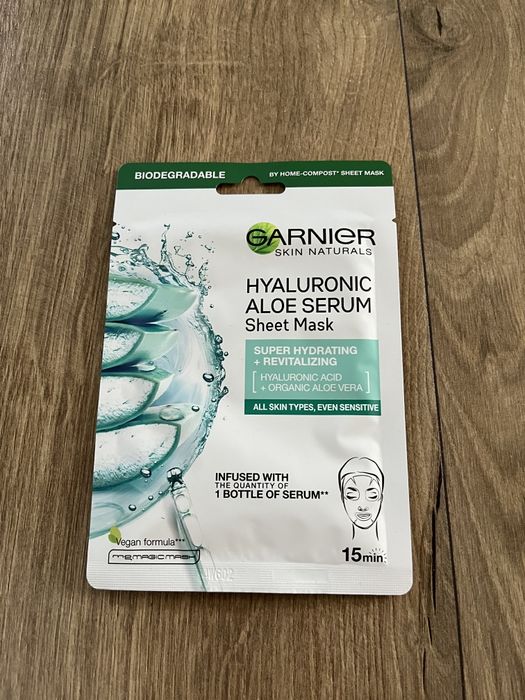 BIODEGRADABLE
BY HOME-COMPOST* SHEET MASK
GARNIER
SKIN NATURALS
HYALURONIC
ALOE SERUM
Sheet Mask
SUPER HYDRATING
+ REVITALIZING
HYALURONIC ACID
+ ORGANIC ALOE VERA
ALL SKIN TYPES, EVEN SENSITIVE
INFUSED WITH
THE QUANTITY OF
1 BOTTLE OF SERUM**
Vegan formula***
15min